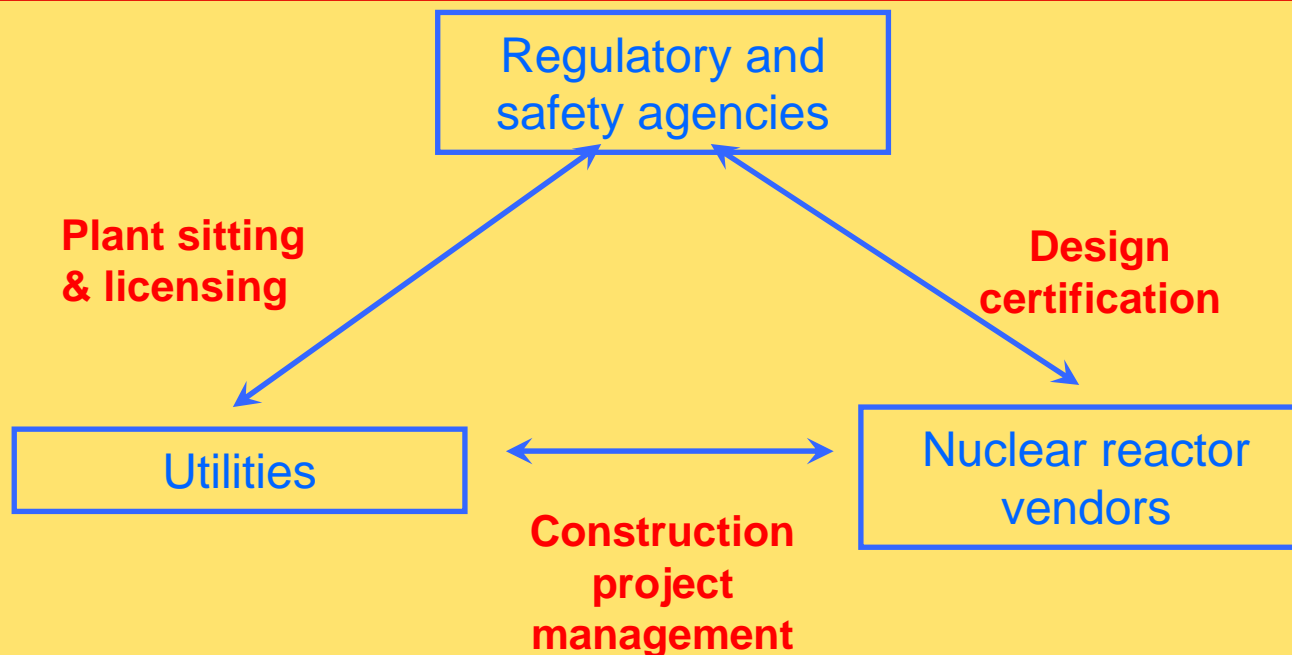 Regulatory and
safety agencies
Plant sitting
& licensing
Design
certification
Utilities
Nuclear reactor
vendors
Construction
project
management